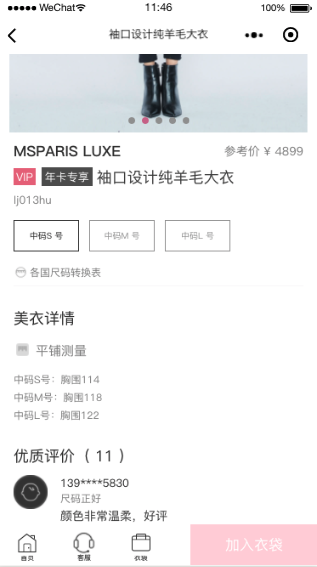 WeChat 11:46 100%
袖口设计纯羊毛大衣
MSPARIS LUXE 参考价 ¥ 4899
VIP 年卡专享 袖口设计纯羊毛大衣
lj013hu
中码S 号 中码M 号 中码L 号
各国尺码转换表
美衣详情
平铺测量
中码S号：胸围114
中码M号：胸围118
中码L号：胸围122
优质评价（ 11 ）
139****5830
尺码正好
颜色非常温柔，好评
首页 客服 衣袋 加入衣袋